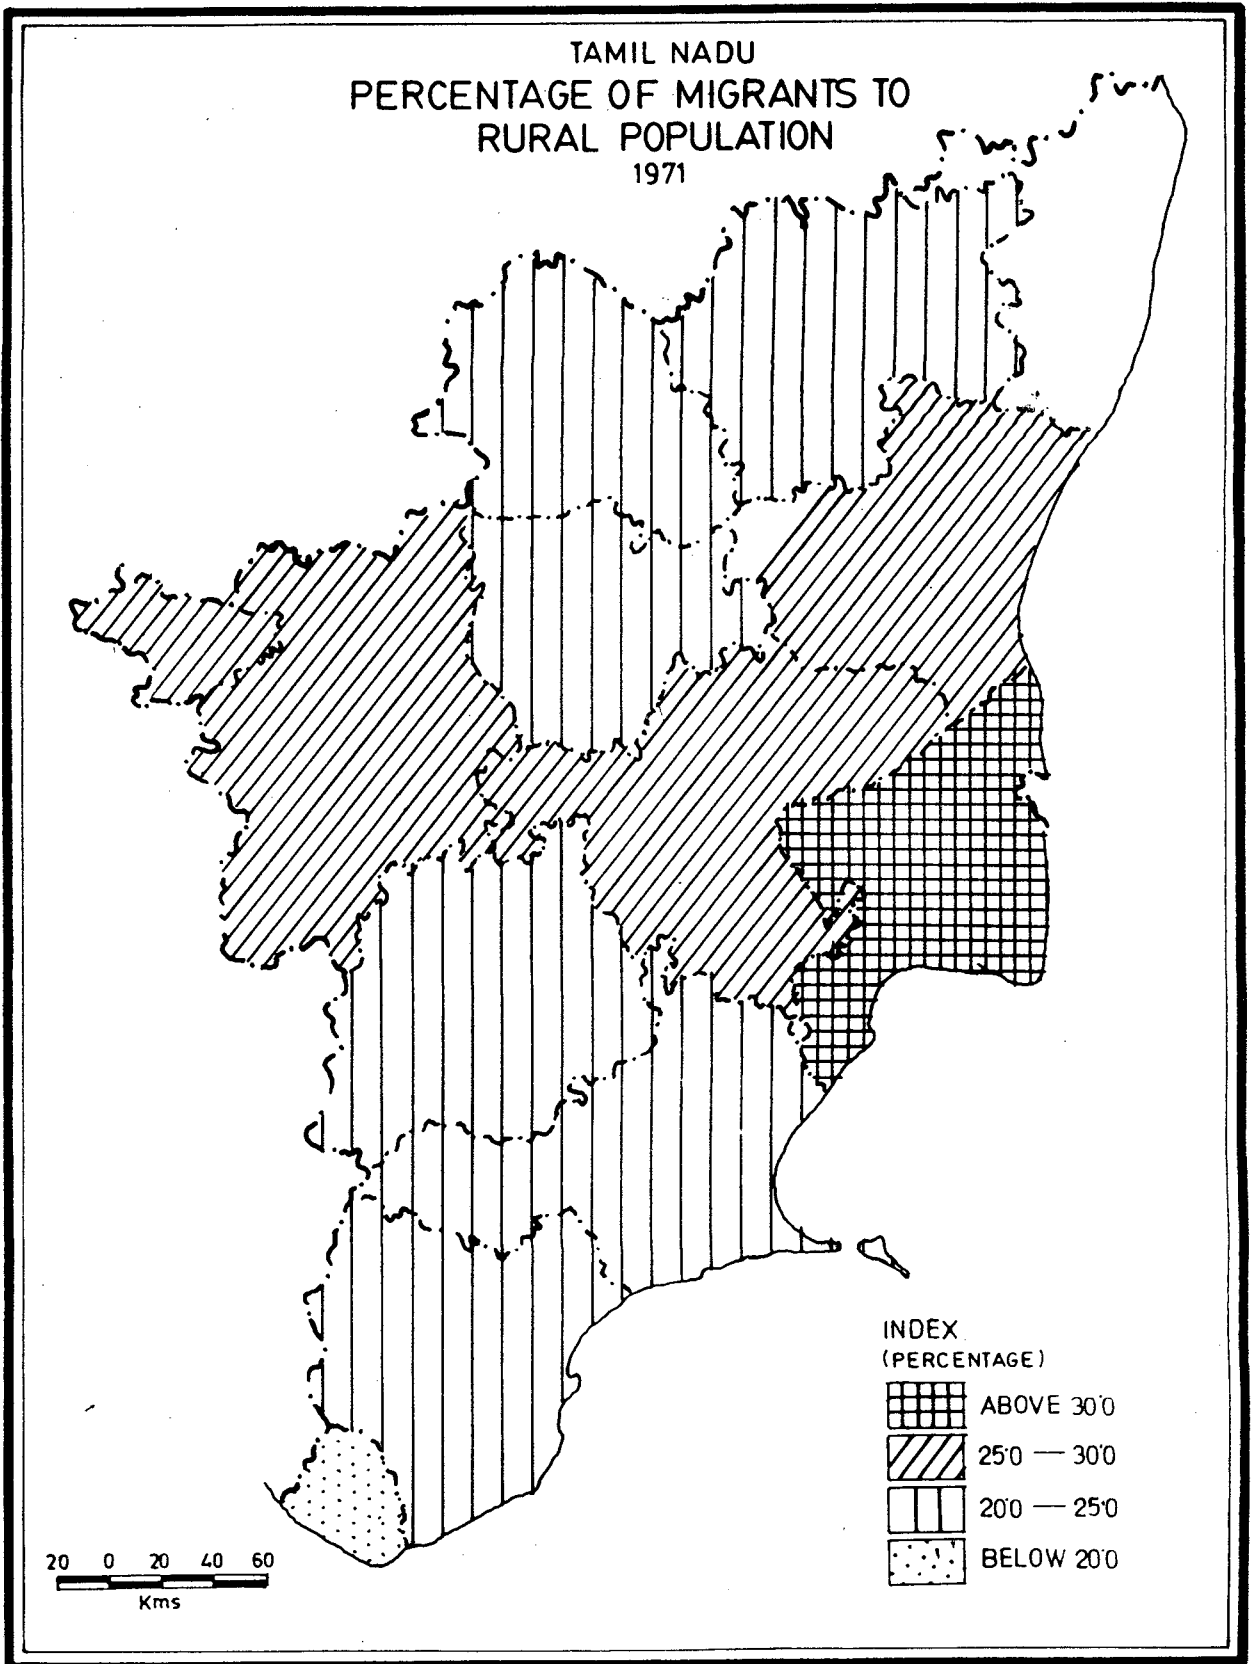 TAMIL NADU
PERCENTAGE OF MIGRANTS TO
RURAL POPULATION
1971
INDEX
(PERCENTAGE)
ABOVE 30·0
25·0 — 30·0
20·0 — 25·0
BELOW 20·0
20 0 20 40 60
Kms